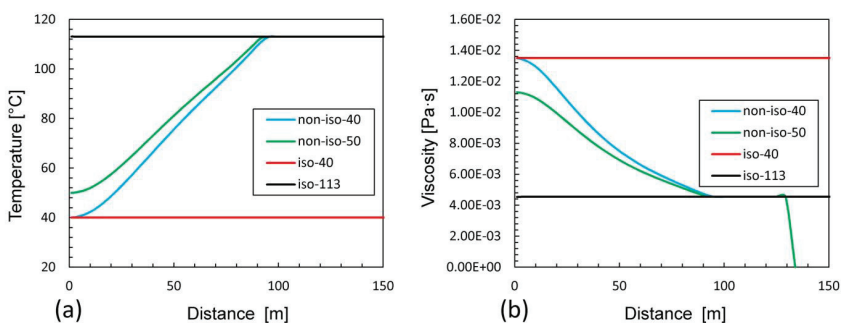 120
100
80
60
40
20
0
50
100
150
Temperature [°C]
Distance [m]
non-iso-40
non-iso-50
iso-40
iso-113
(a)
1.60E-02
1.40E-02
1.20E-02
1.00E-02
8.00E-03
6.00E-03
4.00E-03
2.00E-03
0.00E+00
0
50
100
150
Viscosity [Pa·s]
Distance [m]
non-iso-40
non-iso-50
iso-40
iso-113
(b)